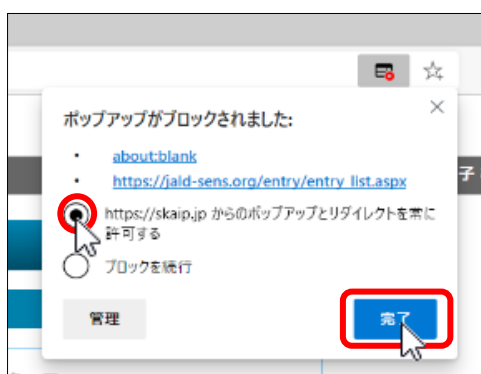 ポップアップがブロックされました:
・ about:blank
・ https://jald-sens.org/entry/entry_list.aspx
https://skaip.jp からのポップアップとリダイレクトを常に
許可する
ブロックを続行
管理 完了
子